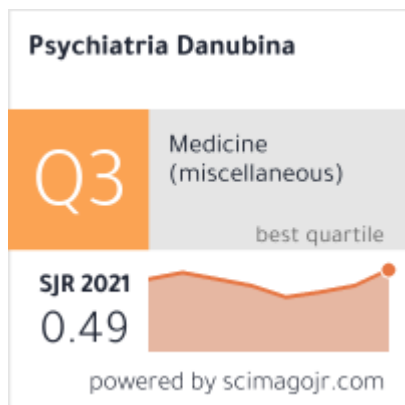 Psychiatria Danubina
Q3
Medicine
(miscellaneous)
best quartile
SJR 2021
0.49
powered by scimagojr.com